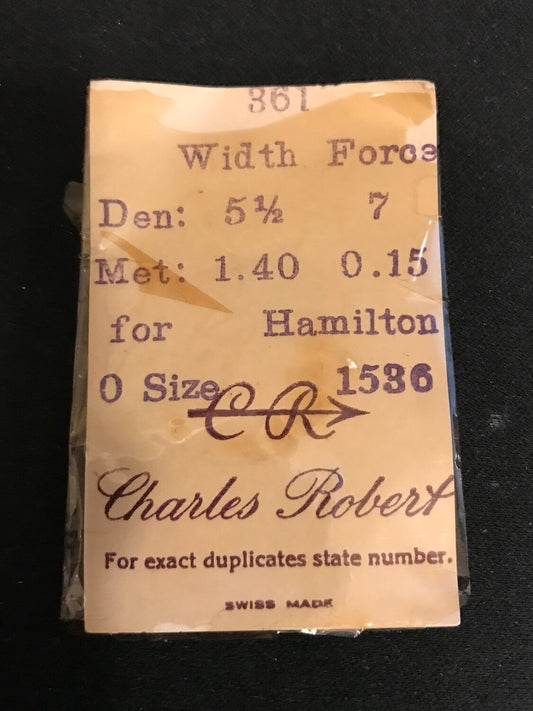 361
Width Force
Den: 5½ 7
Met: 1.40 0.15
for Hamilton
0 Size 1536
C R
Charles Robert
For exact duplicates state number.
SWISS MADE